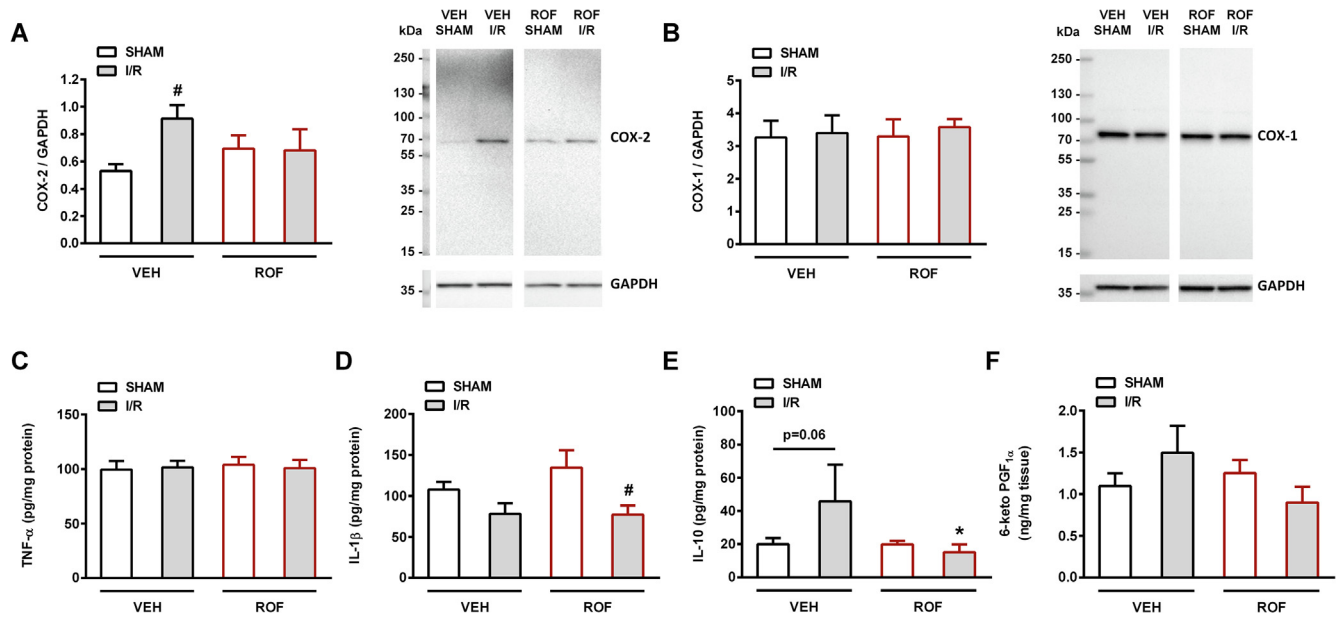 A
SHAM
I/R
COX-2 / GAPDH
1.2
1.0
0.8
0.6
0.4
0.2
0.0
#
VEH
ROF
kDa
VEH SHAM
VEH I/R
ROF SHAM
ROF I/R
250
130
100
70
55
35
25
15
35
COX-2
GAPDH
B
SHAM
I/R
COX-1 / GAPDH
5
4
3
2
1
0
VEH
ROF
kDa
VEH SHAM
VEH I/R
ROF SHAM
ROF I/R
250
130
100
70
55
35
25
15
35
COX-1
GAPDH
C
SHAM
I/R
TNF-α (pg/mg protein)
150
100
50
0
VEH
ROF
D
SHAM
I/R
IL-1β (pg/mg protein)
200
150
100
50
0
#
VEH
ROF
E
SHAM
I/R
IL-10 (pg/mg protein)
100
80
60
40
20
0
p=0.06
*
VEH
ROF
F
SHAM
I/R
6-keto PGF1α
(ng/mg tissue)
2.0
1.5
1.0
0.5
0.0
VEH
ROF